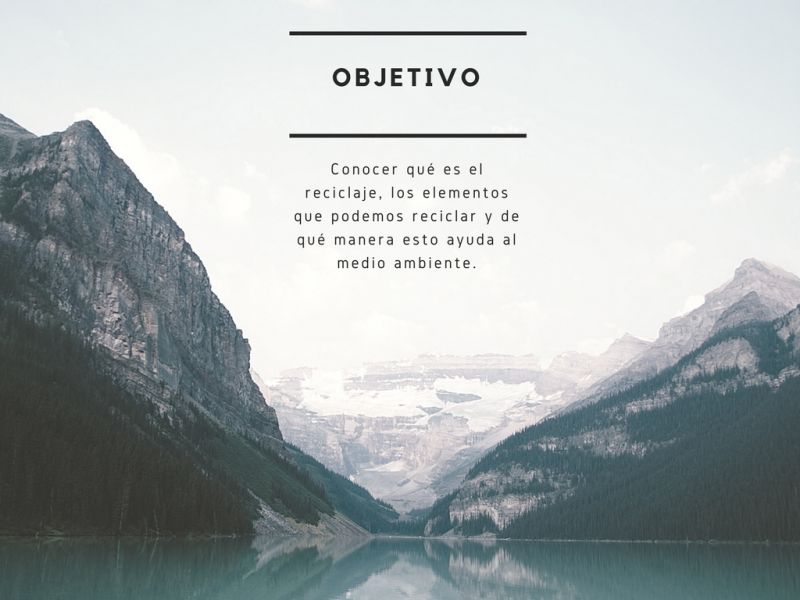 OBJETIVO
Conocer qué es el
reciclaje, los elementos
que podemos reciclar y de
qué manera esto ayuda al
medio ambiente.